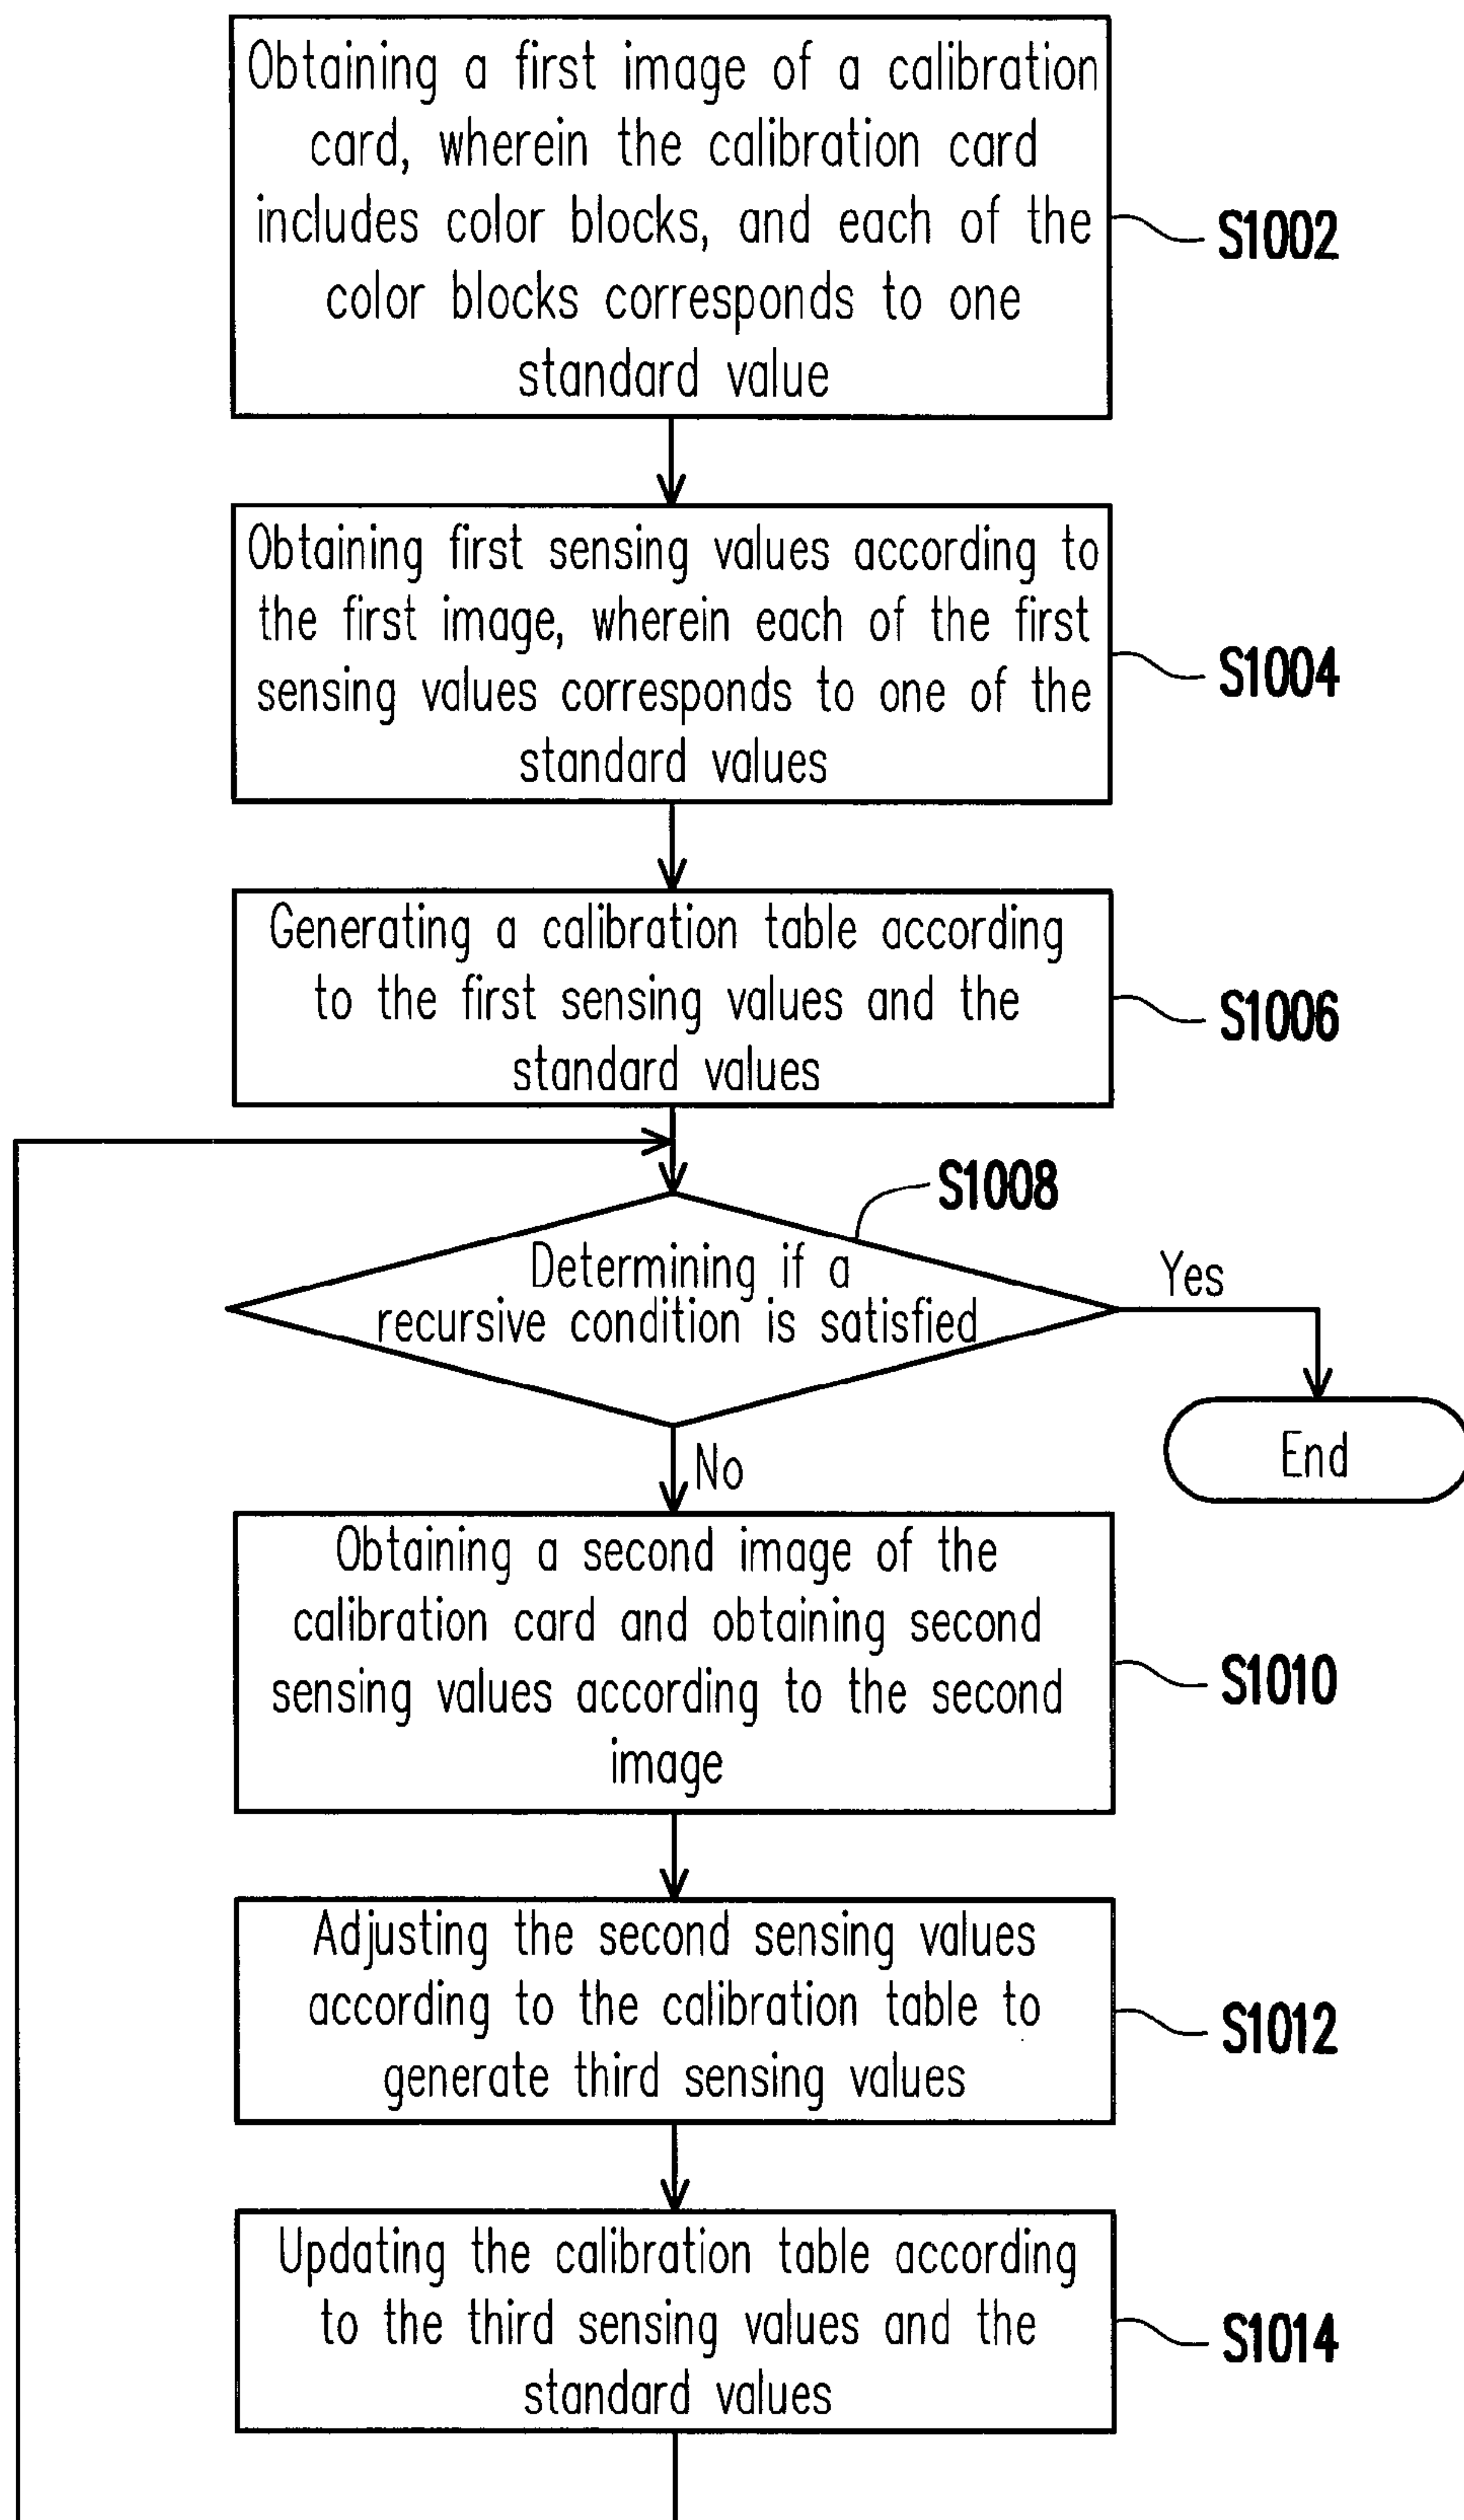 Obtaining a first image of a calibration
card, wherein the calibration card
includes color blocks, and each of the
color blocks corresponds to one
standard value
S1002
Obtaining first sensing values according to
the first image, wherein each of the first
sensing values corresponds to one of the
standard values
S1004
Generating a calibration table according
to the first sensing values and the
standard values
S1006
S1008
Determining if a
recursive condition is satisfied
Yes
End
No
Obtaining a second image of the
calibration card and obtaining second
sensing values according to the second
image
S1010
Adjusting the second sensing values
according to the calibration table to
generate third sensing values
S1012
Updating the calibration table according
to the third sensing values and the
standard values
S1014